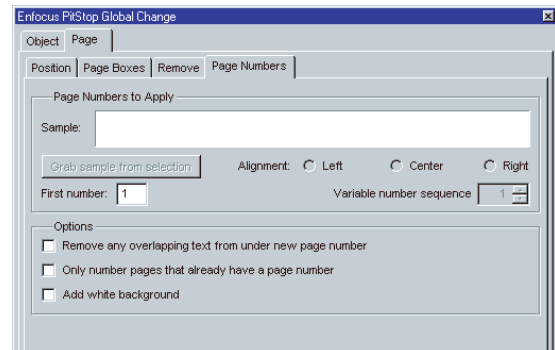 Enfocus PitStop Global Change
Object Page
Position Page Boxes Remove Page Numbers
Page Numbers to Apply
Sample:
Grab sample from selection Alignment: Left Center Right
First number: 1 Variable number sequence 1
Options
Remove any overlapping text from under new page number
Only number pages that already have a page number
Add white background